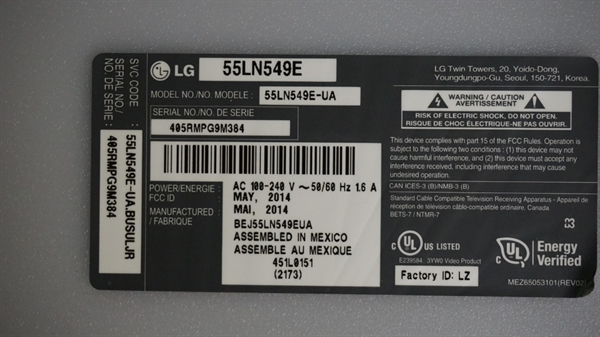 SVC CODE :
SERIAL NO./
NO. DE SÉRIE :
55LN549E-UA.BUSULJR
405RMPG9M384
LG
55LN549E
MODEL NO./NO. MODELE :
55LN549E-UA
SERIAL NO./NO. DE SÉRIE
405RMPG9M384
POWER/ENERGIE :
AC 100-240 V ~ 50/60 Hz 1.6 A
FCC ID
MAY, 2014
MANUFACTURED :
MAI, 2014
/ FABRIQUE
BEJ55LN549EUA
ASSEMBLED IN MEXICO
ASSEMBLE AU MEXIQUE
451L0151
(2173)
LG Twin Towers, 20, Yoido-Dong,
Youngdungpo-Gu, Seoul, 150-721, Korea.
WARNING / AVERTISSEMENT
RISK OF ELECTRIC SHOCK, DO NOT OPEN.
RISQUE DE CHOC ÉLECTRIQUE - NE PAS OUVRIR
This device complies with part 15 of the FCC Rules. Operation is
subject to the following two conditions : (1) this device may not
cause harmful interference, and (2) this device must accept any
interference received, including interference that may cause
undesired operation.
CAN ICES-3 (B)/NMB-3 (B)
Standard Cable Compatible Television Receiving Apparatus - Appareil
de réception de télévision câblo-compatible ordinaire, Canada
BETS-7 / NTMR-7
UL
US LISTED
E239584 3YW0 Video Product
UL
Energy
Verified
Factory ID: LZ
MEZ65053101(REV02)